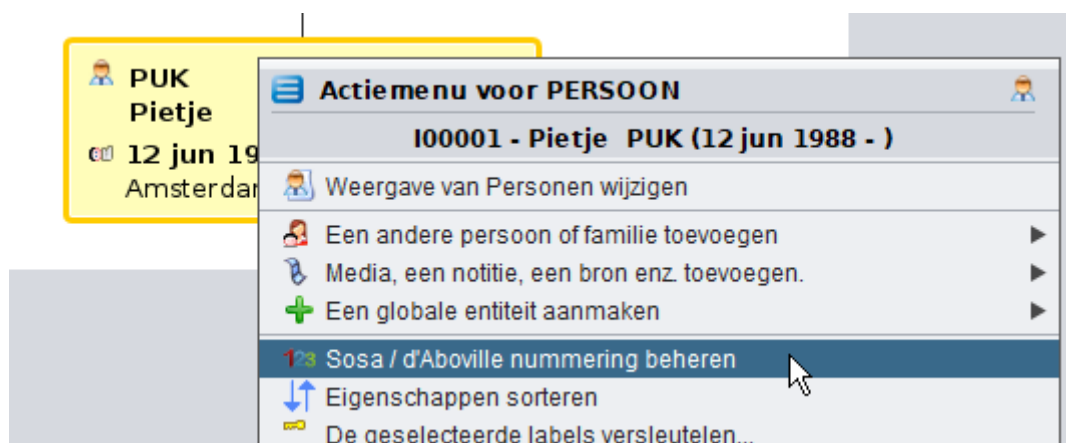 PUK
Pietje
12 jun 19
Amsterda
Actiemenu voor PERSOON
I00001 - Pietje PUK (12 jun 1988 - )
Weergave van Personen wijzigen
Een andere persoon of familie toevoegen
Media, een notitie, een bron enz. toevoegen.
Een globale entiteit aanmaken
123 Sosa / d'Aboville nummering beheren
Eigenschappen sorteren
De geselecteerde labels versleutelen...